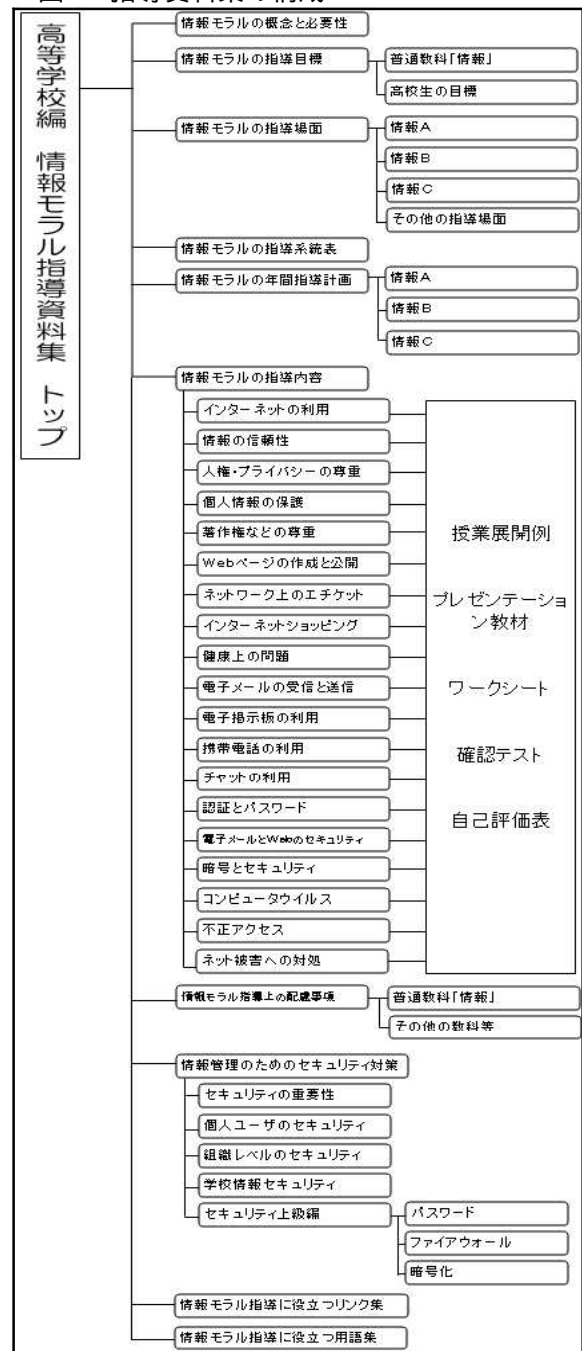 指導資料集の構成
高等学校編 情報モラル指導資料集 トップ
情報モラルの概念と必要性
情報モラルの指導目標
普通教科「情報」
高校生の目標
情報モラルの指導場面
情報A
情報B
情報C
その他の指導場面
情報モラルの指導系統表
情報モラルの年間指導計画
情報A
情報B
情報C
情報モラルの指導内容
インターネットの利用
情報の信頼性
人権・プライバシーの尊重
個人情報の保護
著作権などの尊重
Webページの作成と公開
ネットワーク上のエチケット
インターネットショッピング
健康上の問題
電子メールの受信と送信
電子掲示板の利用
携帯電話の利用
チャットの利用
認証とパスワード
電子メールとWebのセキュリティ
暗号とセキュリティ
コンピュータウイルス
不正アクセス
ネット被害への対処
授業展開例
プレゼンテーショ
ン教材
ワークシート
確認テスト
自己評価表
情報モラル指導上の配慮事項
普通教科「情報」
その他の教科等
情報管理のためのセキュリティ対策
セキュリティの重要性
個人ユーザのセキュリティ
組織レベルのセキュリティ
学校情報セキュリティ
セキュリティ上級編
パスワード
ファイアウォール
暗号化
情報モラル指導に役立つリンク集
情報モラル指導に役立つ用語集